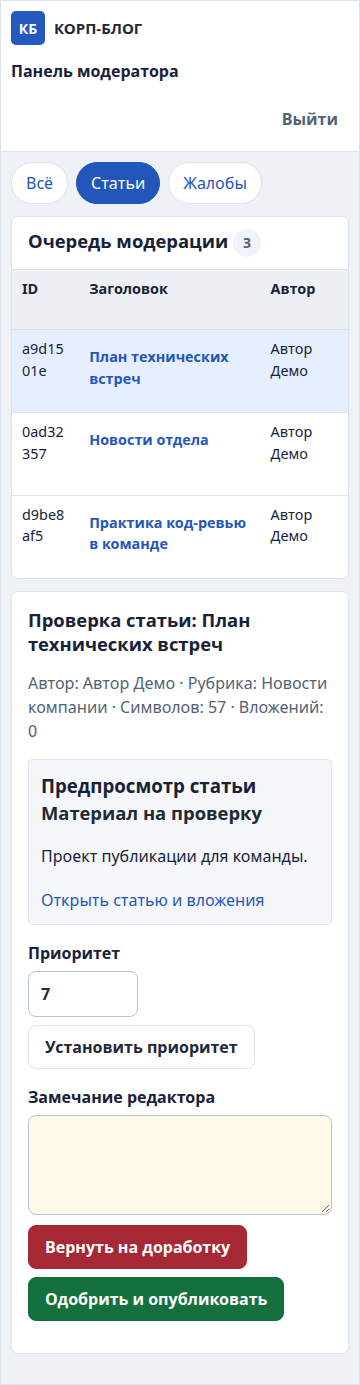 КБ КОРП-БЛОГ
Панель модератора
Выйти
Всё Статьи Жалобы
Очередь модерации 3
ID Заголовок Автор
a9d15
01e
План технических
встреч
Автор
Демо
0ad32
357
Новости отдела
Автор
Демо
d9be8
af5
Практика код-ревью
в команде
Автор
Демо
Проверка статьи: План
технических встреч
Автор: Автор Демо · Рубрика: Новости
компании · Символов: 57 · Вложений:
0
Предпросмотр статьи
Материал на проверку
Проект публикации для команды.
Открыть статью и вложения
Приоритет
7
Установить приоритет
Замечание редактора
Вернуть на доработку
Одобрить и опубликовать